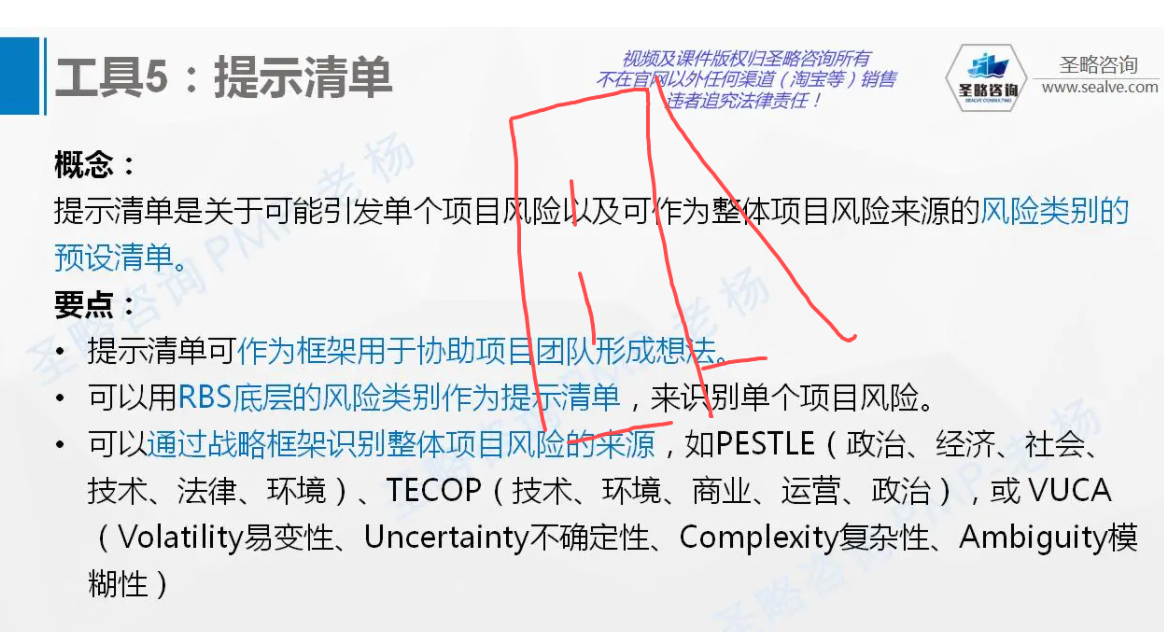 工具5：提示清单
视频及课件版权归圣略咨询所有
不在官网以外任何渠道（淘宝等）销售
违者追究法律责任！
圣略咨询
SEALVE CONSULTING
圣略咨询
www.sealve.com
概念：
提示清单是关于可能引发单个项目风险以及可作为整体项目风险来源的风险类别的
预设清单。
要点：
• 提示清单可作为框架用于协助项目团队形成想法。
• 可以用RBS底层的风险类别作为提示清单，来识别单个项目风险。
• 可以通过战略框架识别整体项目风险的来源，如PESTLE（政治、经济、社会、
技术、法律、环境）、TECOP（技术、环境、商业、运营、政治），或 VUCA
（Volatility易变性、Uncertainty不确定性、Complexity复杂性、Ambiguity模
糊性）
圣略咨询 PMP-老杨
圣略咨询 PMP-老杨
圣略咨询 PMP-老杨
圣略咨询